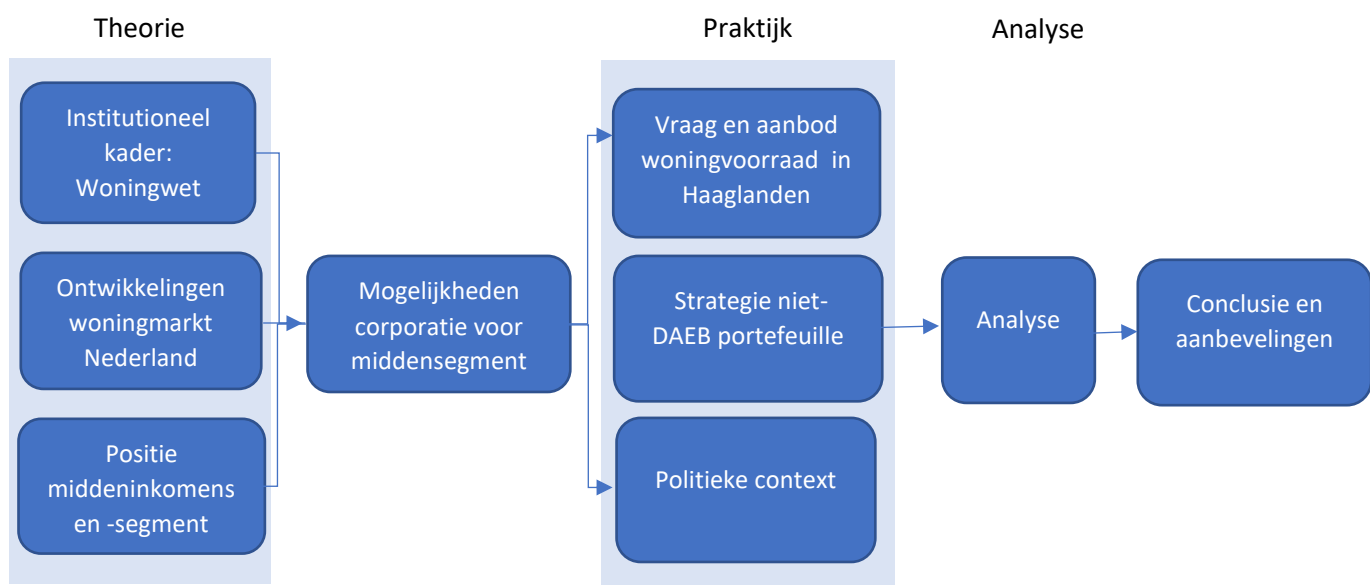 Theorie
Praktijk
Analyse
Institutioneel
kader:
Woningwet
Ontwikkelingen
woningmarkt
Nederland
Positie
middeninkomens
en -segment
Mogelijkheden
corporatie voor
middensegment
Vraag en aanbod
woningvoorraad in
Haaglanden
Strategie niet-
DAEB portefeuille
Politieke context
Analyse
Conclusie en
aanbevelingen